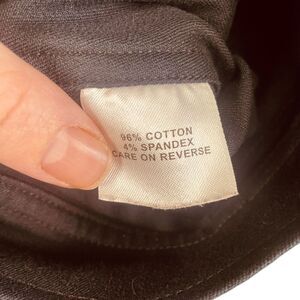 96% COTTON
4% SPANDEX
CARE ON REVERSE